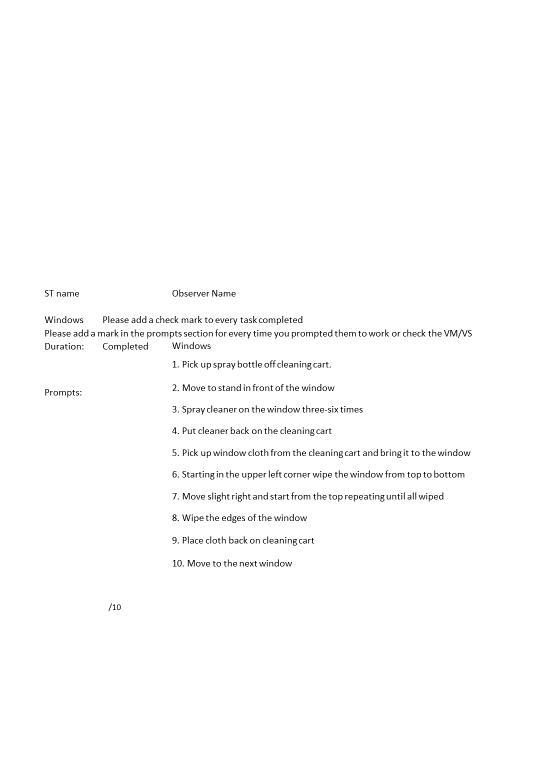 ST name Observer Name
Windows Please add a check mark to every task completed
Please add a mark in the prompts section for every time you prompted them to work or check the VM/VS
Duration: Completed Windows
1. Pick up spray bottle off cleaning cart.
2. Move to stand in front of the window
Prompts:
3. Spray cleaner on the window three-six times
4. Put cleaner back on the cleaning cart
5. Pick up window cloth from the cleaning cart and bring it to the window
6. Starting in the upper left corner wipe the window from top to bottom
7. Move slight right and start from the top repeating until all wiped
8. Wipe the edges of the window
9. Place cloth back on cleaning cart
10. Move to the next window
/10